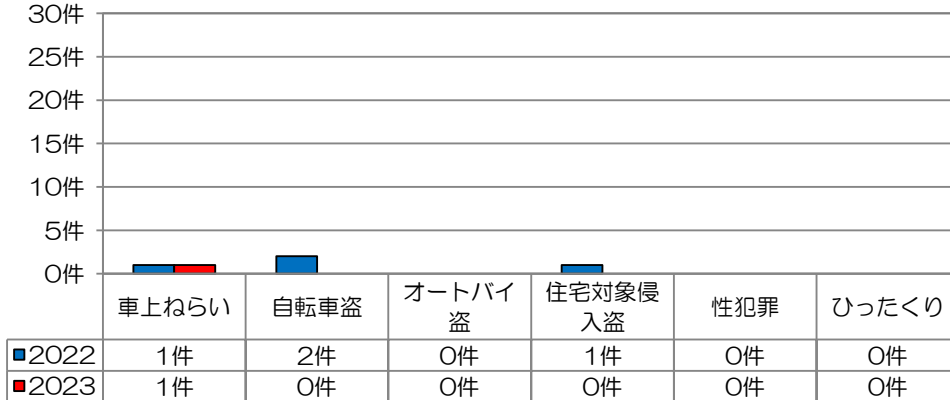 30件
25件
20件
15件
10件
5件
0件
車上ねらい 自転車盗 オートバイ盗 住宅対象侵入盗 性犯罪 ひったくり
2022 1件 2件 0件 1件 0件 0件
2023 1件 0件 0件 0件 0件 0件